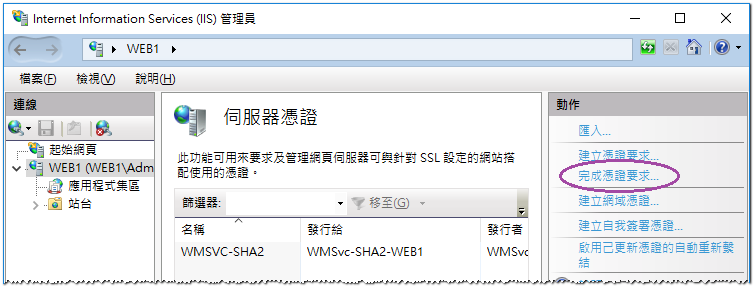 Internet Information Services (IIS) 管理員
WEB1
檔案(F) 檢視(V) 說明(H)
連線
起始網頁
WEB1 (WEB1\Adm
應用程式集區
站台
伺服器憑證
此功能可用來要求及管理網頁伺服器可與針對 SSL 設定的網站搭
配使用的憑證。
篩選器: 移至(G)
名稱 發行給 發行者
WMSVC-SHA2 WMSvc-SHA2-WEB1 WMSvc
動作
匯入...
建立憑證要求...
完成憑證要求...
建立網域憑證...
建立自我簽署憑證...
啟用已更新憑證的自動重新繫
結